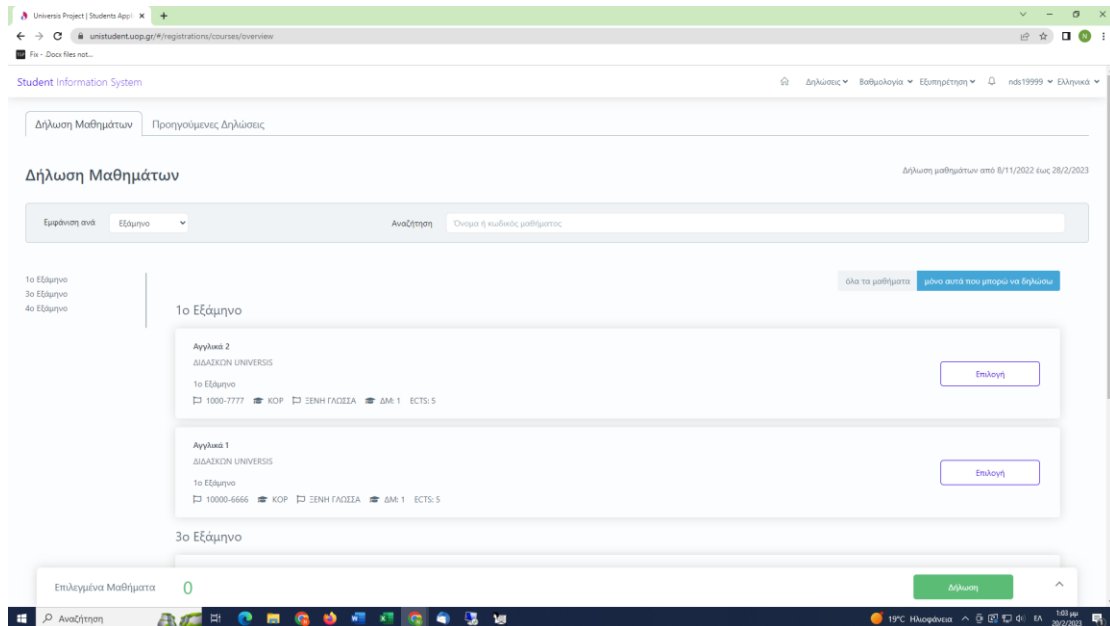 Universis Project | Students Appli
unistudent.uop.gr/#/registrations/courses/overview
N
Fix - .Docx files not...
Student Information System
Δηλώσεις Βαθμολογία Εξυπηρέτηση nds19999 Ελληνικά
Δήλωση Μαθημάτων Προηγούμενες Δηλώσεις
Δήλωση Μαθημάτων
Δήλωση μαθημάτων από 8/11/2022 έως 28/2/2023
Εμφάνιση ανά Εξάμηνο Αναζήτηση Όνομα ή κωδικός μαθήματος
1ο Εξάμηνο
3ο Εξάμηνο
4ο Εξάμηνο
όλα τα μαθήματα μόνο αυτά που μπορώ να δηλώσω
1ο Εξάμηνο
Αγγλικά 2
ΔΙΔΑΣΚΩΝ UNIVERSIS
1ο Εξάμηνο
1000-7777 ΚΟΡ ΞΕΝΗ ΓΛΩΣΣΑ ΔΜ: 1 ECTS: 5
Επιλογή
Αγγλικά 1
ΔΙΔΑΣΚΩΝ UNIVERSIS
1ο Εξάμηνο
10000-6666 ΚΟΡ ΞΕΝΗ ΓΛΩΣΣΑ ΔΜ: 1 ECTS: 5
Επιλογή
3ο Εξάμηνο
Επιλεγμένα Μαθήματα 0 Δήλωση
Αναζήτηση
19°C Ηλιοφάνεια ΕΛ 1:03 μμ
20/2/2023